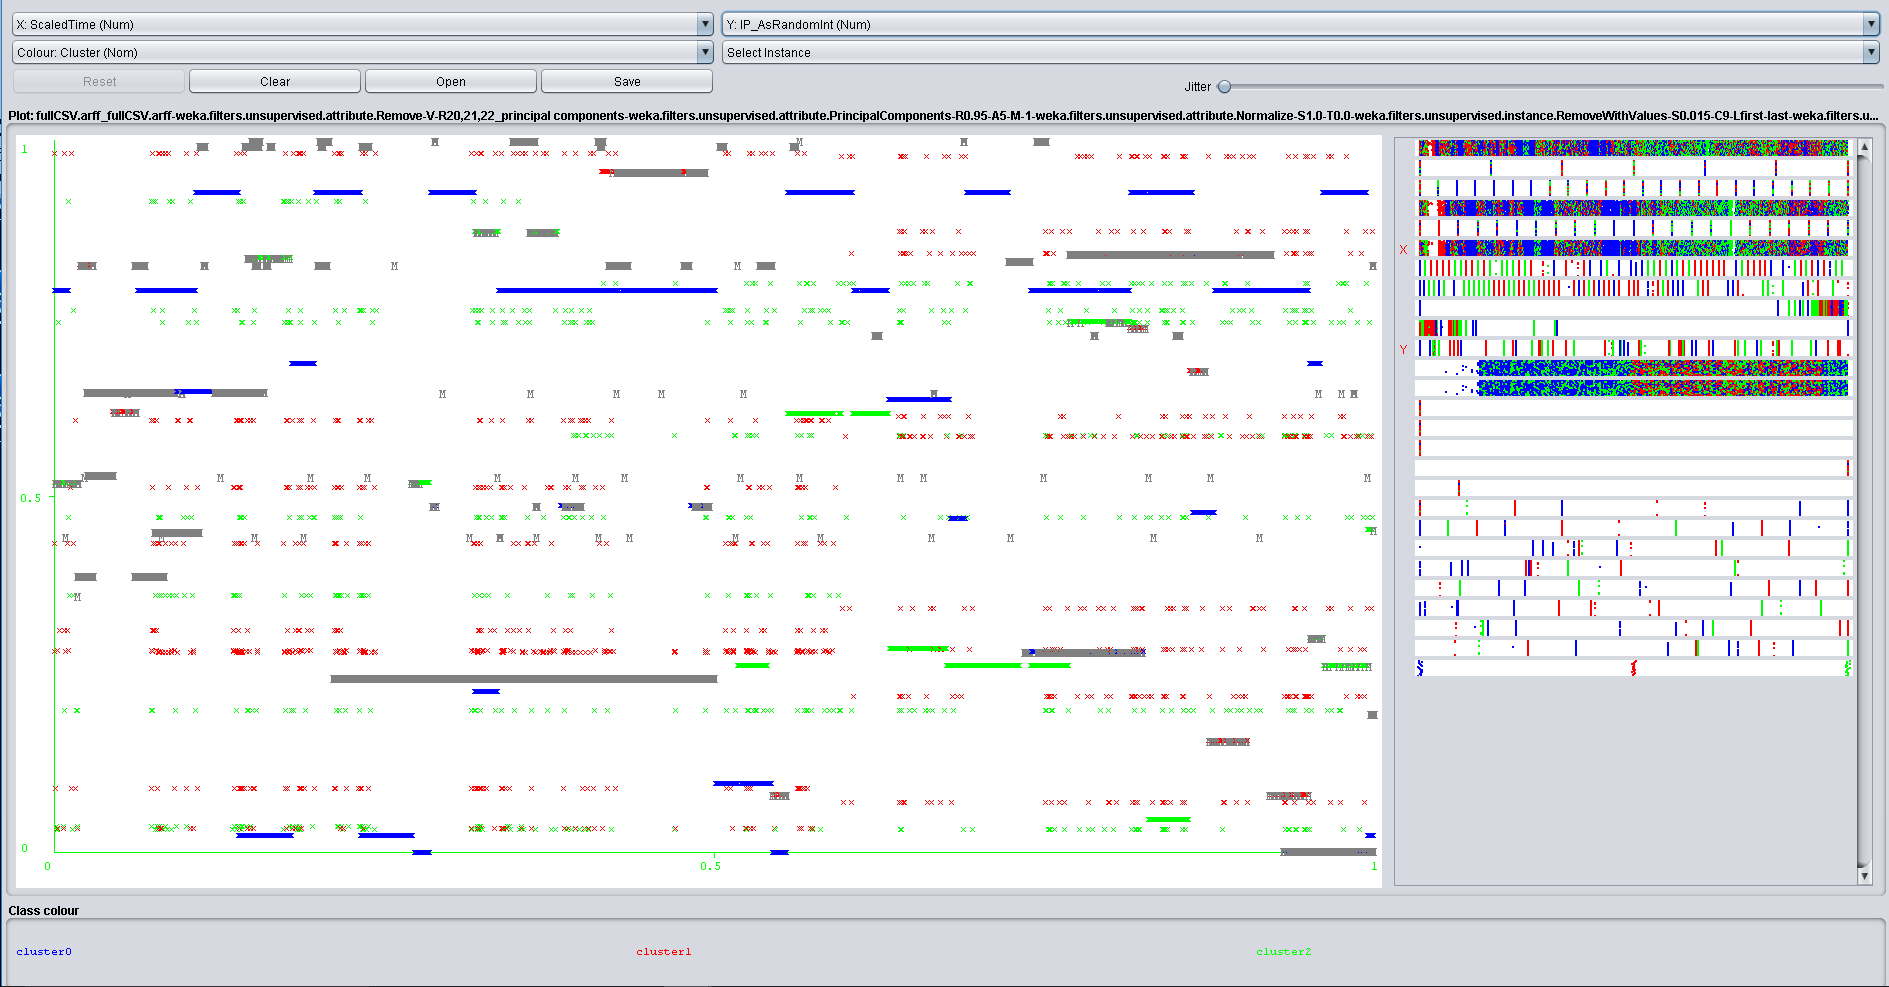 X: ScaledTime (Num)
Y: IP_AsRandomInt (Num)
Colour: Cluster (Nom)
Select Instance
Reset
Clear
Open
Save
Jitter
Plot: fullCSV.arff_fullCSV.arff-weka.filters.unsupervised.attribute.Remove-V-R20,21,22_principal components-weka.filters.unsupervised.attribute.PrincipalComponents-R0.95-A5-M-1-weka.filters.unsupervised.attribute.Normalize-S1.0-T0.0-weka.filters.unsupervised.instance.RemoveWithValues-S0.015-C9-Lfirst-last-weka.filters.u...
1
0.5
0
0
0.5
1
X
Y
Class colour
cluster0
cluster1
cluster2